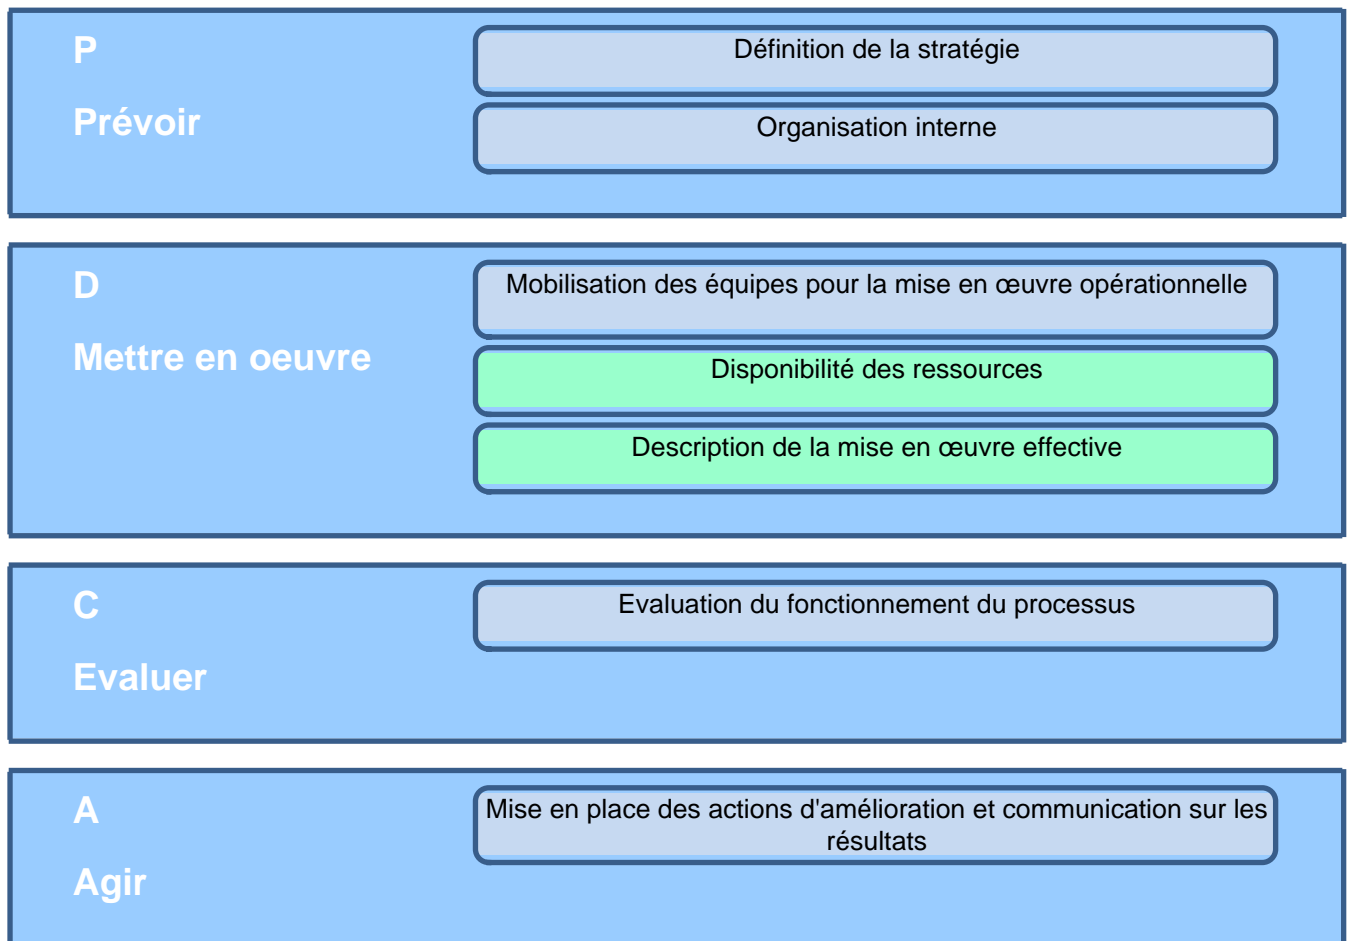 P
Définition de la stratégie
Prévoir
Organisation interne
D
Mobilisation des équipes pour la mise en œuvre opérationnelle
Mettre en oeuvre
Disponibilité des ressources
Description de la mise en œuvre effective
C
Evaluation du fonctionnement du processus
Evaluer
A
Mise en place des actions d'amélioration et communication sur les
résultats
Agir